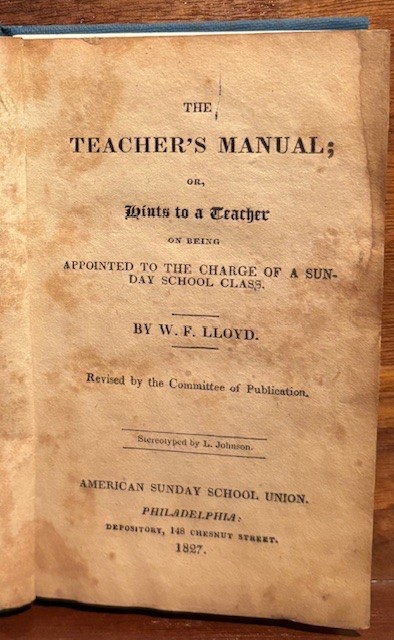 THE
TEACHER'S MANUAL;
OR,
Hints to a Teacher
ON BEING
APPOINTED TO THE CHARGE OF A SUN-
DAY SCHOOL CLASS.
BY W. F. LLOYD.
Revised by the Committee of Publication.
Stereotyped by L. Johnson.
AMERICAN SUNDAY SCHOOL UNION.
PHILADELPHIA:
DEPOSITORY, 148 CHESNUT STREET.
1827.